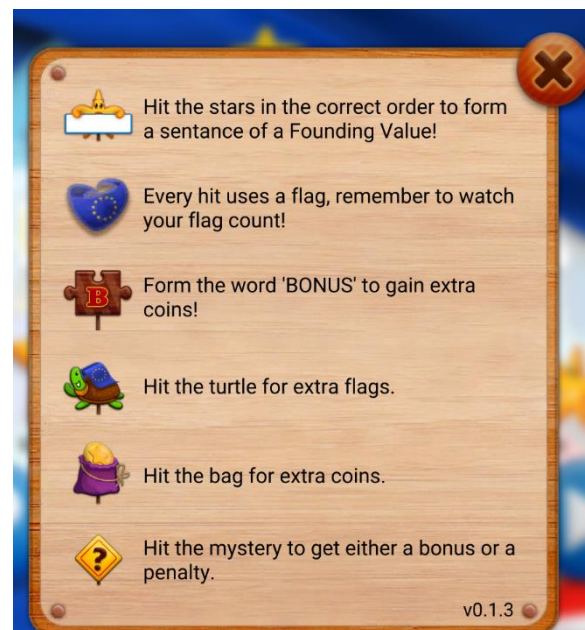 Hit the stars in the correct order to form
a sentance of a Founding Value!
Every hit uses a flag, remember to watch
your flag count!
B
Form the word 'BONUS' to gain extra
coins!
Hit the turtle for extra flags.
Hit the bag for extra coins.
?
Hit the mystery to get either a bonus or a
penalty.
v0.1.3